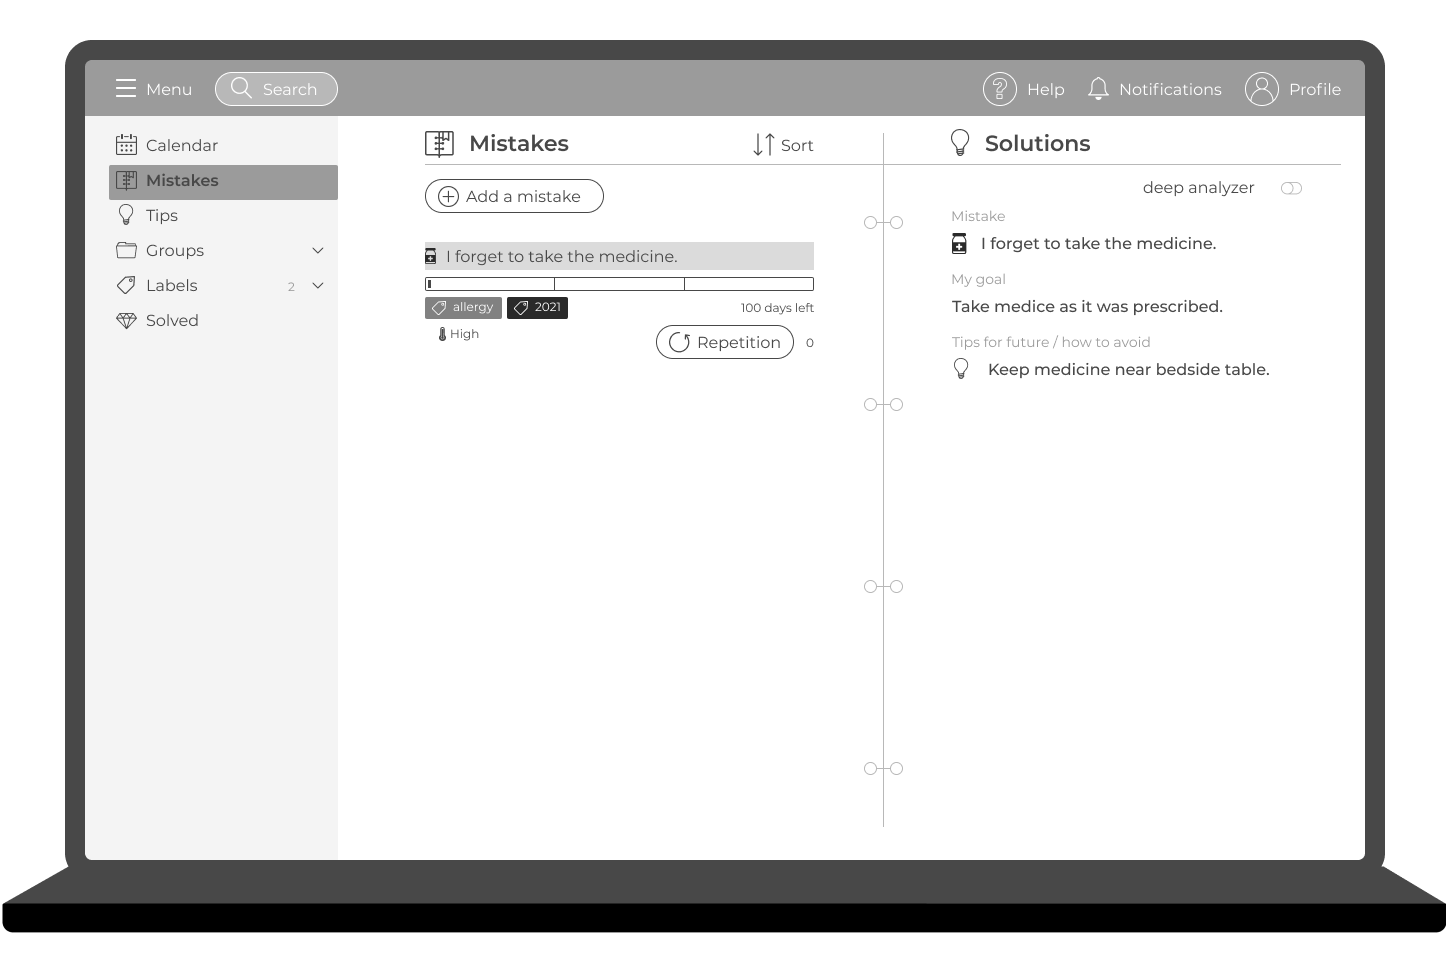 Menu
Search
Help
Notifications
Profile
Calendar
Mistakes
Tips
Groups
Labels 2
Solved
Mistakes
Sort
Add a mistake
I forget to take the medicine.
allergy 2021 100 days left
High
Repetition 0
Solutions
deep analyzer
Mistake
I forget to take the medicine.
My goal
Take medice as it was prescribed.
Tips for future / how to avoid
Keep medicine near bedside table.